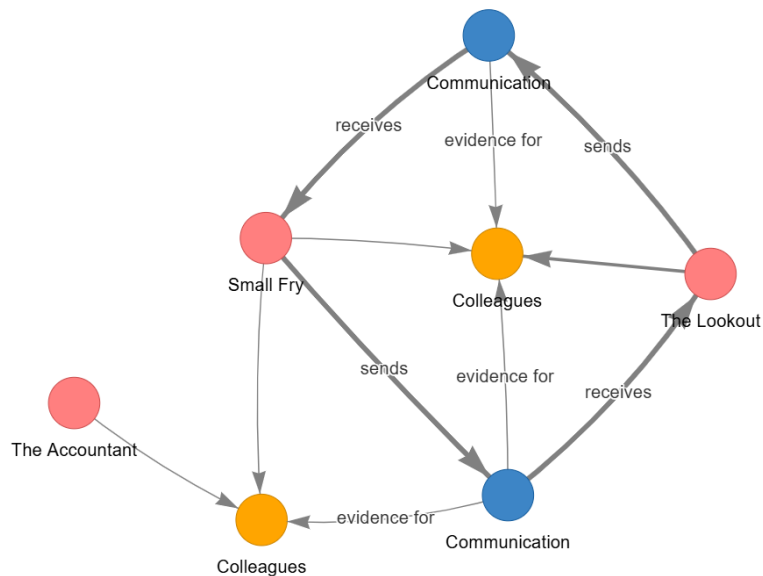 Communication
receives
evidence for
sends
Small Fry
Colleagues
The Lookout
sends
evidence for
receives
The Accountant
evidence for
Communication
Colleagues